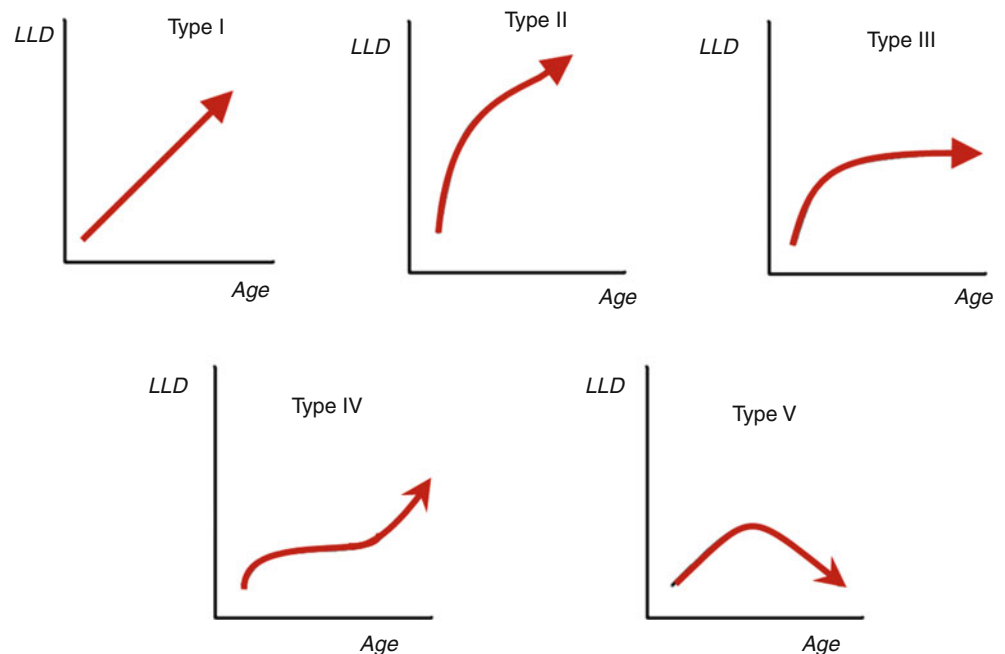 Type I
LLD
Age
Type II
LLD
Age
Type III
LLD
Age
Type IV
LLD
Age
Type V
LLD
Age